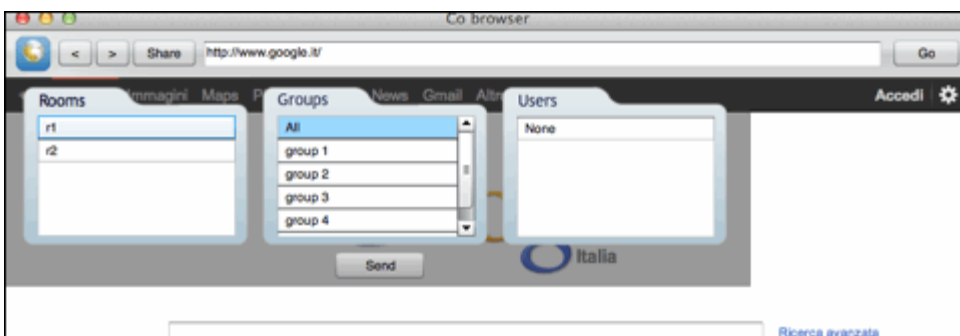 Co browser
< > Share http://www.google.it/ Go
Immagini Maps News Gmail Accedi
Rooms Groups Users
r1 All None
r2 group 1
group 2
group 3
group 4
Send
Italia
Ricerca avanzata